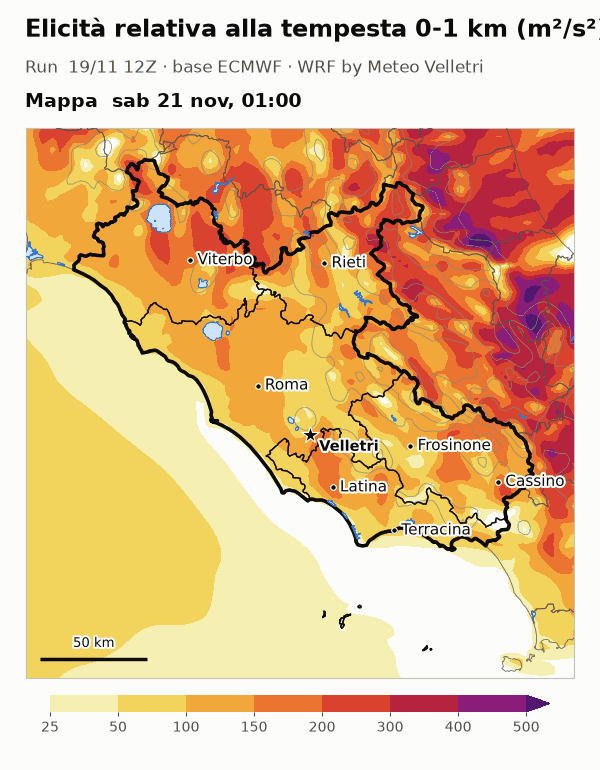 Elicità relativa alla tempesta 0-1 km (m²/s²)
Run 19/11 12Z · base ECMWF · WRF by Meteo Velletri
Mappa sab 21 nov, 01:00
Viterbo
Rieti
Roma
Velletri
Frosinone
Latina
Cassino
Terracina
50 km
25 50 100 150 200 300 400 500